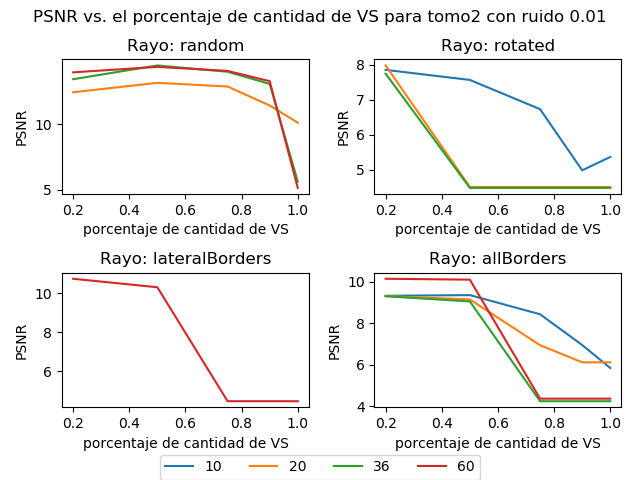 PSNR vs. el porcentaje de cantidad de VS para tomo2 con ruido 0.01
Rayo: random
PSNR
10
5
0.2 0.4 0.6 0.8 1.0
porcentaje de cantidad de VS
Rayo: rotated
PSNR
8
7
6
5
0.2 0.4 0.6 0.8 1.0
porcentaje de cantidad de VS
Rayo: lateralBorders
PSNR
10
8
6
0.2 0.4 0.6 0.8 1.0
porcentaje de cantidad de VS
Rayo: allBorders
PSNR
10
8
6
4
0.2 0.4 0.6 0.8 1.0
porcentaje de cantidad de VS
10 20 36 60